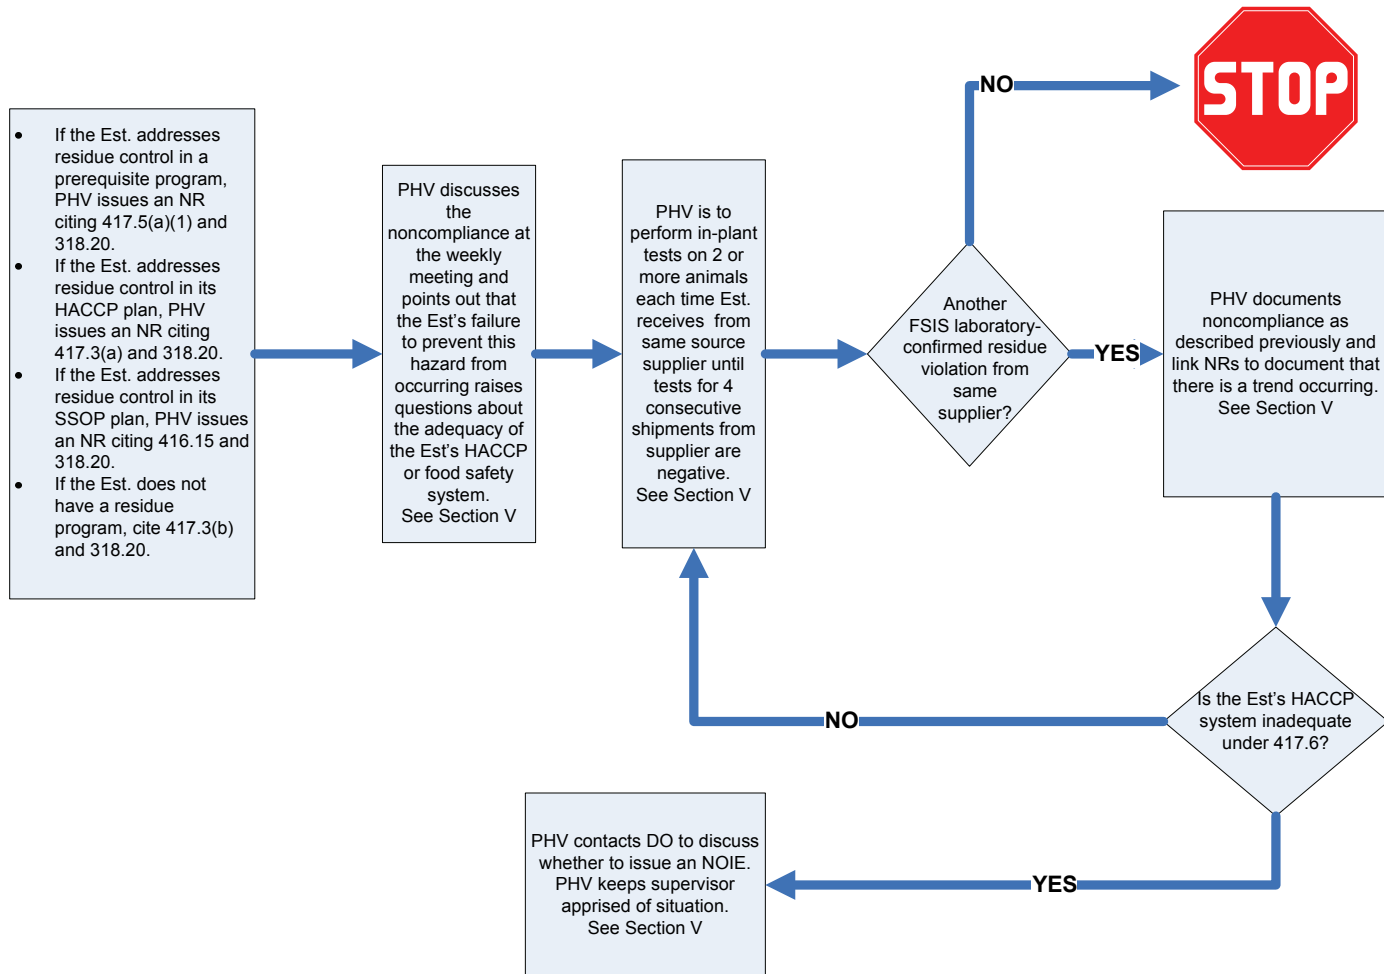 • If the Est. addresses
residue control in a
prerequisite program,
PHV issues an NR
citing 417.5(a)(1) and
318.20.
• If the Est. addresses
residue control in its
HACCP plan, PHV
issues an NR citing
417.3(a) and 318.20.
• If the Est. addresses
residue control in its
SSOP plan, PHV issues
an NR citing 416.15 and
318.20.
• If the Est. does not
have a residue
program, cite 417.3(b)
and 318.20.
PHV discusses
the
noncompliance at
the weekly
meeting and
points out that
the Est's failure
to prevent this
hazard from
occurring raises
questions about
the adequacy of
the Est's HACCP
or food safety
system.
See Section V
PHV is to
perform in-plant
tests on 2 or
more animals
each time Est.
receives from
same source
supplier until
tests for 4
consecutive
shipments from
supplier are
negative.
See Section V
Another
FSIS laboratory-
confirmed residue
violation from
same
supplier?
NO
STOP
YES
PHV documents
noncompliance as
described previously and
link NRs to document that
there is a trend occurring.
See Section V
Is the Est's HACCP
system inadequate
under 417.6?
NO
YES
PHV contacts DO to discuss
whether to issue an NOIE.
PHV keeps supervisor
apprised of situation.
See Section V